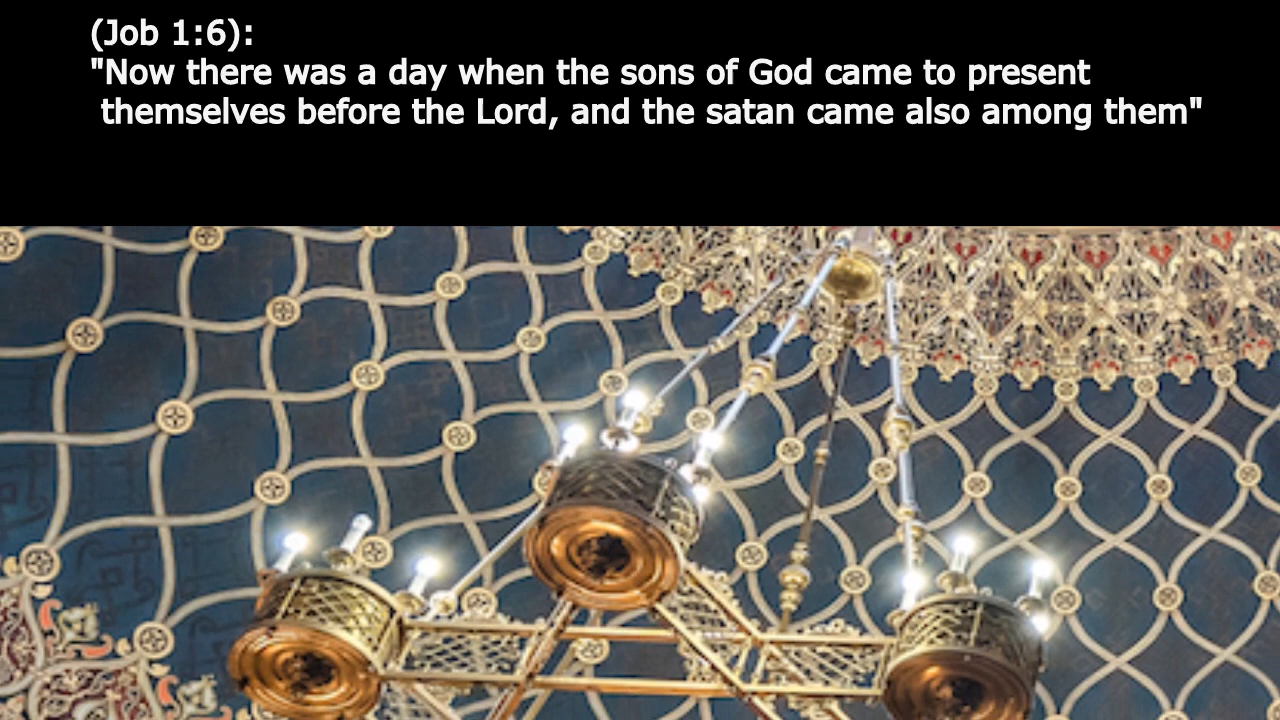 (Job 1:6):
"Now there was a day when the sons of God came to present
themselves before the Lord, and the satan came also among them"